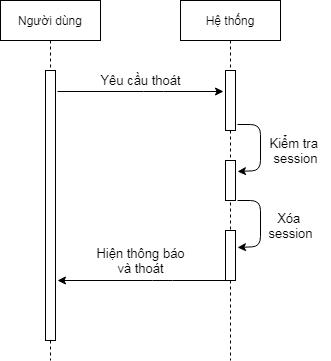 Người dùng
Hệ thống
Yêu cầu thoát
Kiểm tra
session
Xóa
session
Hiện thông báo
và thoát